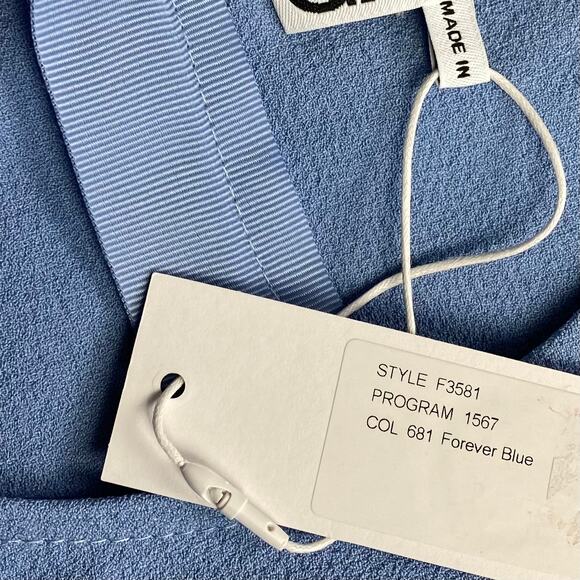 MADE IN
STYLE F3581
PROGRAM 1567
COL 681 Forever Blue